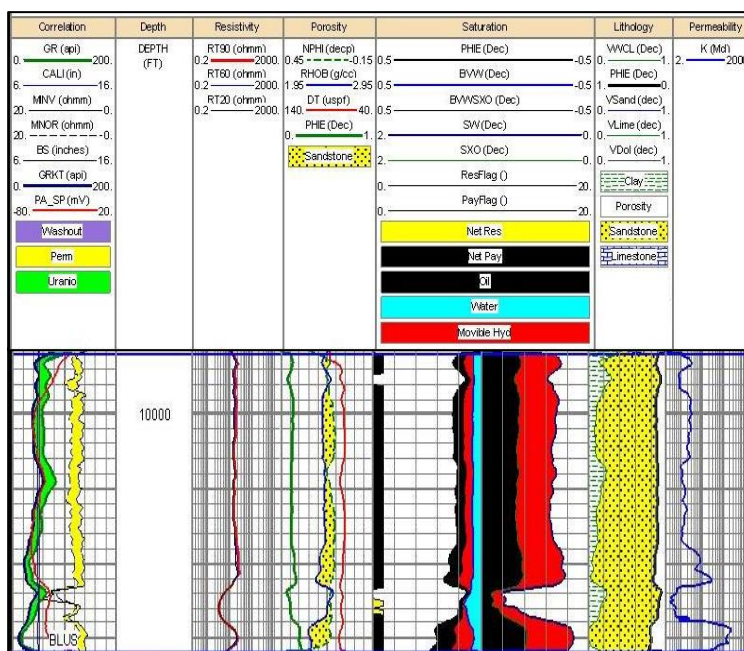 Correlation
GR (api)
0. 200.
CALI (in)
6. 16.
MINV (ohmm)
20. -0.
MNOR (ohmm)
20. -0.
BS (inches)
6. 16.
GRKT (api)
0. 200.
PA_SP (mV)
-80. 20.
Washout
Perm
Uranio
Depth
DEPTH
(FT)
Resistivity
RT90 (ohmm)
0.2 2000.
RT60 (ohmm)
0.2 2000.
RT20 (ohmm)
0.2 2000.
Porosity
NPHI (decp)
0.45 -0.15
RHOB (g/cc)
1.95 2.95
DT (uspf)
140. 40.
PHIE (Dec)
0. 1.
Sandstone
Saturation
PHIE (Dec)
0.5 -0.5
BVW (Dec)
0.5 -0.5
BVWSXO (Dec)
0.5 -0.5
SW (Dec)
2. 0.
SXO (Dec)
2. 0.
ResFlag ()
0. 20.
PayFlag ()
0. 20.
Net Res
Net Pay
Oil
Water
Movible Hyd
Lithology
VWCL (Dec)
0. 1.
PHIE (Dec)
1. 0.
VSand (Dec)
0. 1.
VLime (Dec)
0. 1.
VDol (dec)
0. 1.
Clay
Porosity
Sandstone
Limestone
Permeability
K (Md)
2. 200
10000
BLUS